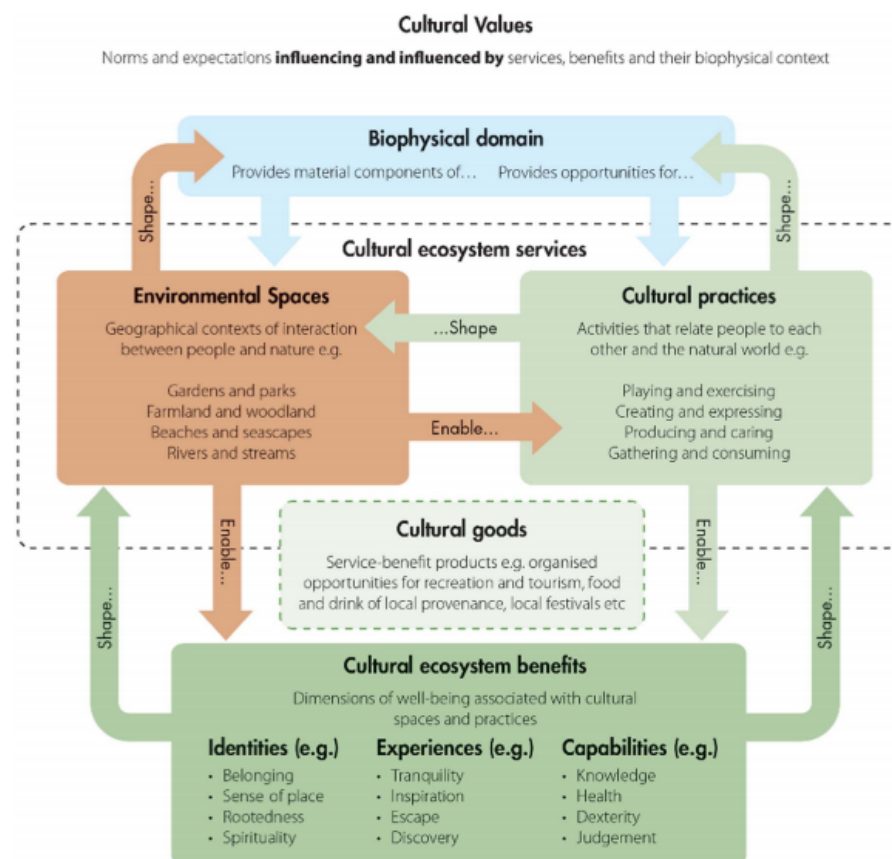 Cultural Values
Norms and expectations influencing and influenced by services, benefits and their biophysical context
Biophysical domain
Provides material components of...
Provides opportunities for...
Shape...
Shape...
Cultural ecosystem services
Environmental Spaces
Geographical contexts of interaction
between people and nature e.g.
Gardens and parks
Farmland and woodland
Beaches and seascapes
Rivers and streams
...Shape
Enable...
Cultural practices
Activities that relate people to each
other and the natural world e.g.
Playing and exercising
Creating and expressing
Producing and caring
Gathering and consuming
Enable...
Enable...
Cultural goods
Service-benefit products e.g. organised
opportunities for recreation and tourism, food
and drink of local provenance, local festivals etc
Shape...
Shape...
Cultural ecosystem benefits
Dimensions of well-being associated with cultural
spaces and practices
Identities (e.g.)
• Belonging
• Sense of place
• Rootedness
• Spirituality
Experiences (e.g.)
• Tranquility
• Inspiration
• Escape
• Discovery
Capabilities (e.g.)
• Knowledge
• Health
• Dexterity
• Judgement